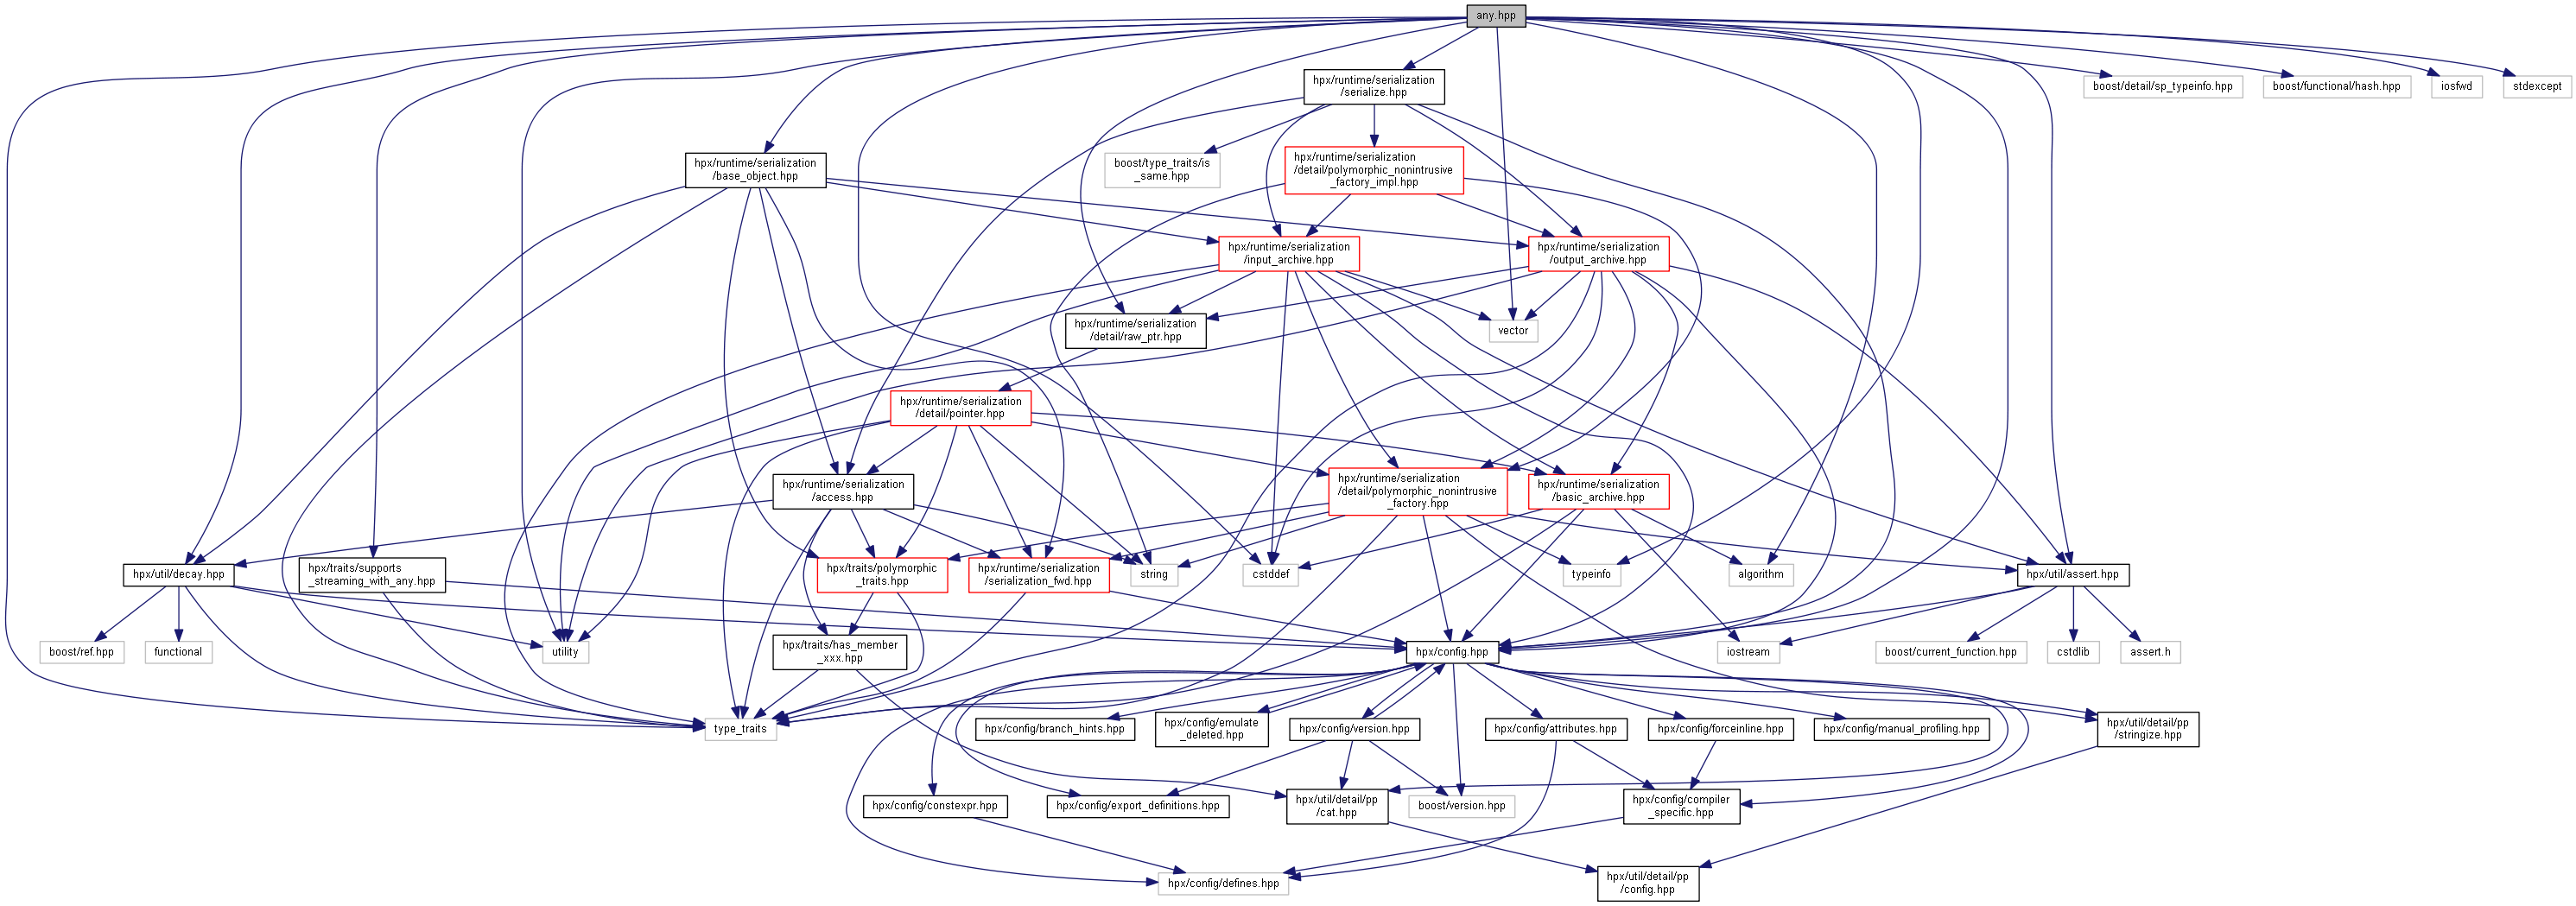 any.hpp
hpx/runtime/serialization
/serialize.hpp
boost/detail/sp_typeinfo.hpp
boost/functional/hash.hpp
iosfwd
stdexcept
hpx/runtime/serialization
/base_object.hpp
boost/type_traits/is
_same.hpp
hpx/runtime/serialization
/detail/polymorphic_nonintrusive
_factory_impl.hpp
hpx/runtime/serialization
/input_archive.hpp
hpx/runtime/serialization
/output_archive.hpp
hpx/runtime/serialization
/detail/raw_ptr.hpp
vector
hpx/runtime/serialization
/detail/pointer.hpp
hpx/runtime/serialization
/access.hpp
hpx/runtime/serialization
/detail/polymorphic_nonintrusive
_factory.hpp
hpx/runtime/serialization
/basic_archive.hpp
hpx/util/decay.hpp
hpx/traits/supports
_streaming_with_any.hpp
hpx/traits/polymorphic
_traits.hpp
hpx/runtime/serialization
/serialization_fwd.hpp
string
cstddef
typeinfo
algorithm
hpx/util/assert.hpp
boost/ref.hpp
functional
utility
hpx/traits/has_member
_xxx.hpp
hpx/config.hpp
iostream
boost/current_function.hpp
cstdlib
assert.h
type_traits
hpx/config/branch_hints.hpp
hpx/config/emulate
_deleted.hpp
hpx/config/version.hpp
hpx/config/attributes.hpp
hpx/config/forceinline.hpp
hpx/config/manual_profiling.hpp
hpx/util/detail/pp
/stringize.hpp
hpx/config/constexpr.hpp
hpx/config/export_definitions.hpp
hpx/util/detail/pp
/cat.hpp
boost/version.hpp
hpx/config/compiler
_specific.hpp
hpx/config/defines.hpp
hpx/util/detail/pp
/config.hpp